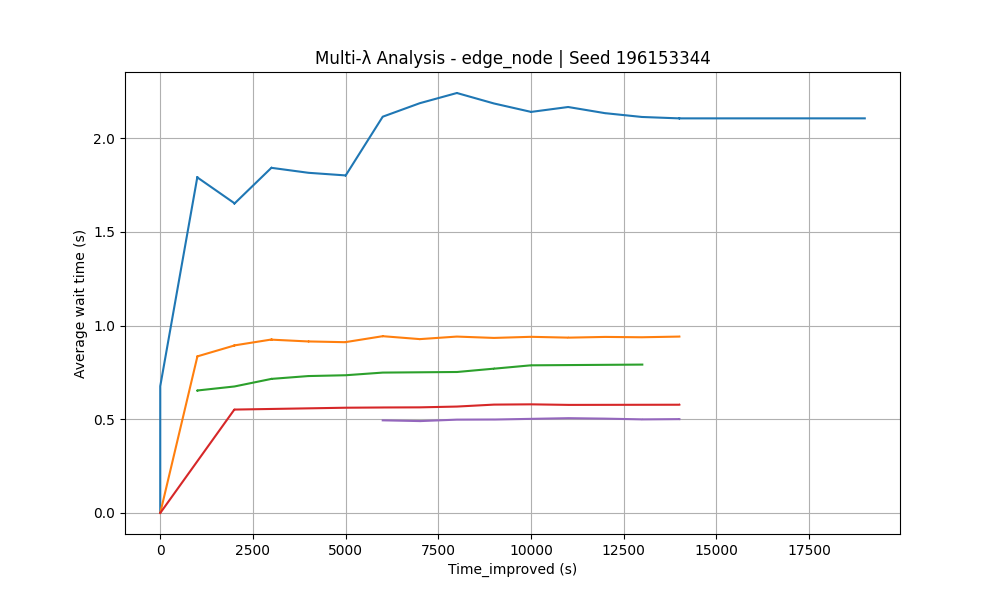 Multi-λ Analysis - edge_node | Seed 196153344
Average wait time (s)
2.0
1.5
1.0
0.5
0.0
0 2500 5000 7500 10000 12500 15000 17500
Time_improved (s)